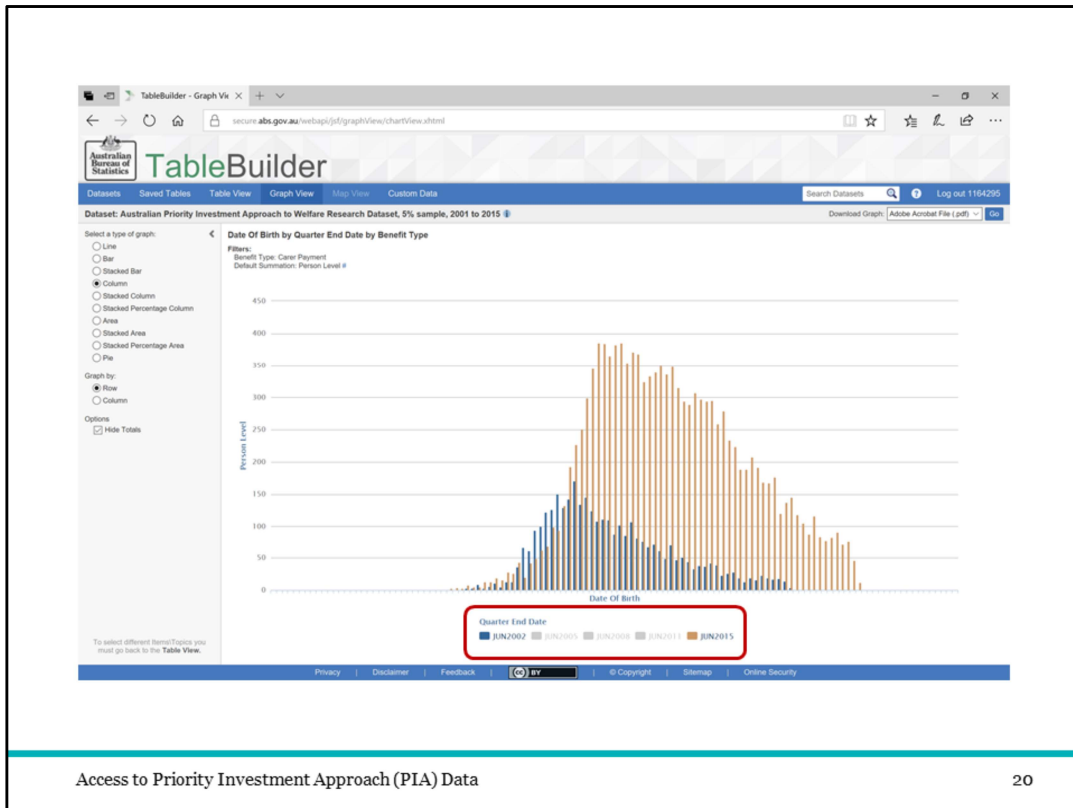 TableBuilder - Graph Vie
secure.abs.gov.au/webapi/jsf/graphView/chartView.xhtml
Australian
Bureau of
Statistics
TableBuilder
Datasets Saved Tables Table View Graph View Map View Custom Data Search Datasets Log out 1164295
Dataset: Australian Priority Investment Approach to Welfare Research Dataset, 5% sample, 2001 to 2015 Download Graph: Adobe Acrobat File (.pdf) Go
Select a type of graph:
Line
Bar
Stacked Bar
Column
Stacked Column
Stacked Percentage Column
Area
Stacked Area
Stacked Percentage Area
Pie
Graph by:
Row
Column
Options
Hide Totals
To select different Items\Topics you
must go back to the Table View.
Date Of Birth by Quarter End Date by Benefit Type
Filters:
Benefit Type: Carer Payment
Default Summation: Person Level #
450
400
350
300
250
200
150
100
50
0
Person Level
Date Of Birth
Quarter End Date
JUN2002 JUN2005 JUN2008 JUN2011 JUN2015
Privacy | Disclaimer | Feedback | (cc) BY | © Copyright | Sitemap | Online Security
Access to Priority Investment Approach (PIA) Data 20